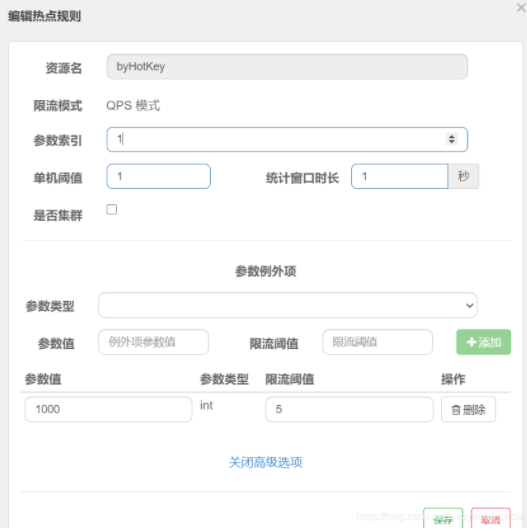 编辑热点规则
×
资源名 byHotKey
限流模式 QPS 模式
参数索引 1
单机阈值 1 统计窗口时长 1 秒
是否集群
参数例外项
参数类型
参数值 例外项参数值 限流阈值 限流阈值 +添加
参数值 参数类型 限流阈值 操作
1000 int 5 删除
关闭高级选项
保存 取消